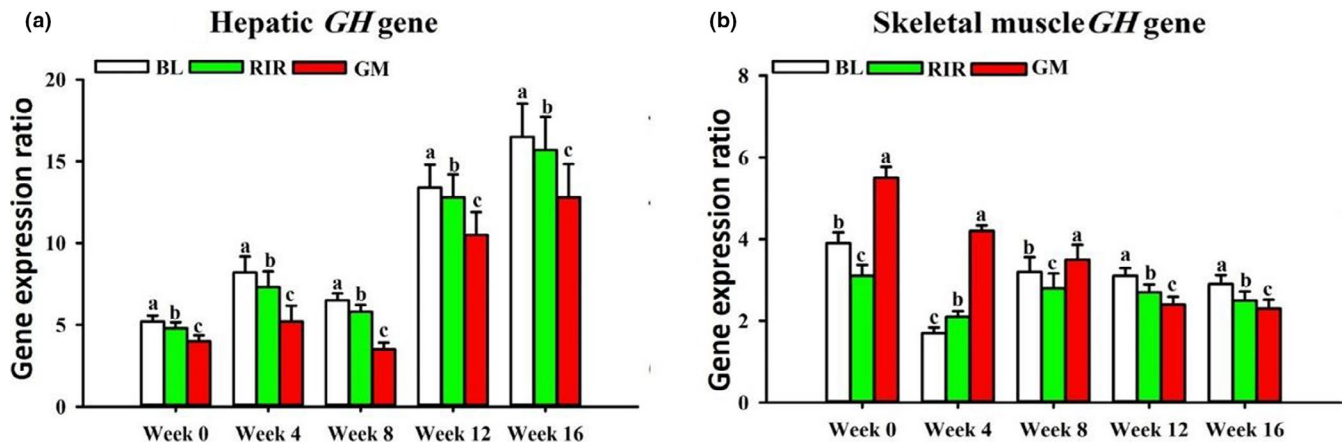 (a) Hepatic GH gene
BL RIR GM
Gene expression ratio
20
15
10
5
0
a b c
a b c
a b c
a b c
a b c
Week 0 Week 4 Week 8 Week 12 Week 16
(b) Skeletal muscle GH gene
BL RIR GM
Gene expression ratio
8
6
4
2
0
b c a
c b a
b c a
a b c
a b c
Week 0 Week 4 Week 8 Week 12 Week 16